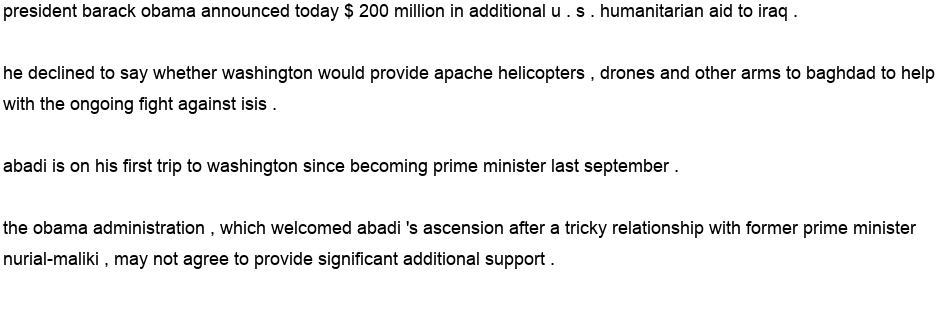 president barack obama announced today $ 200 million in additional u . s . humanitarian aid to iraq .
he declined to say whether washington would provide apache helicopters , drones and other arms to baghdad to help
with the ongoing fight against isis .
abadi is on his first trip to washington since becoming prime minister last september .
the obama administration , which welcomed abadi 's ascension after a tricky relationship with former prime minister
nurial-maliki , may not agree to provide significant additional support .